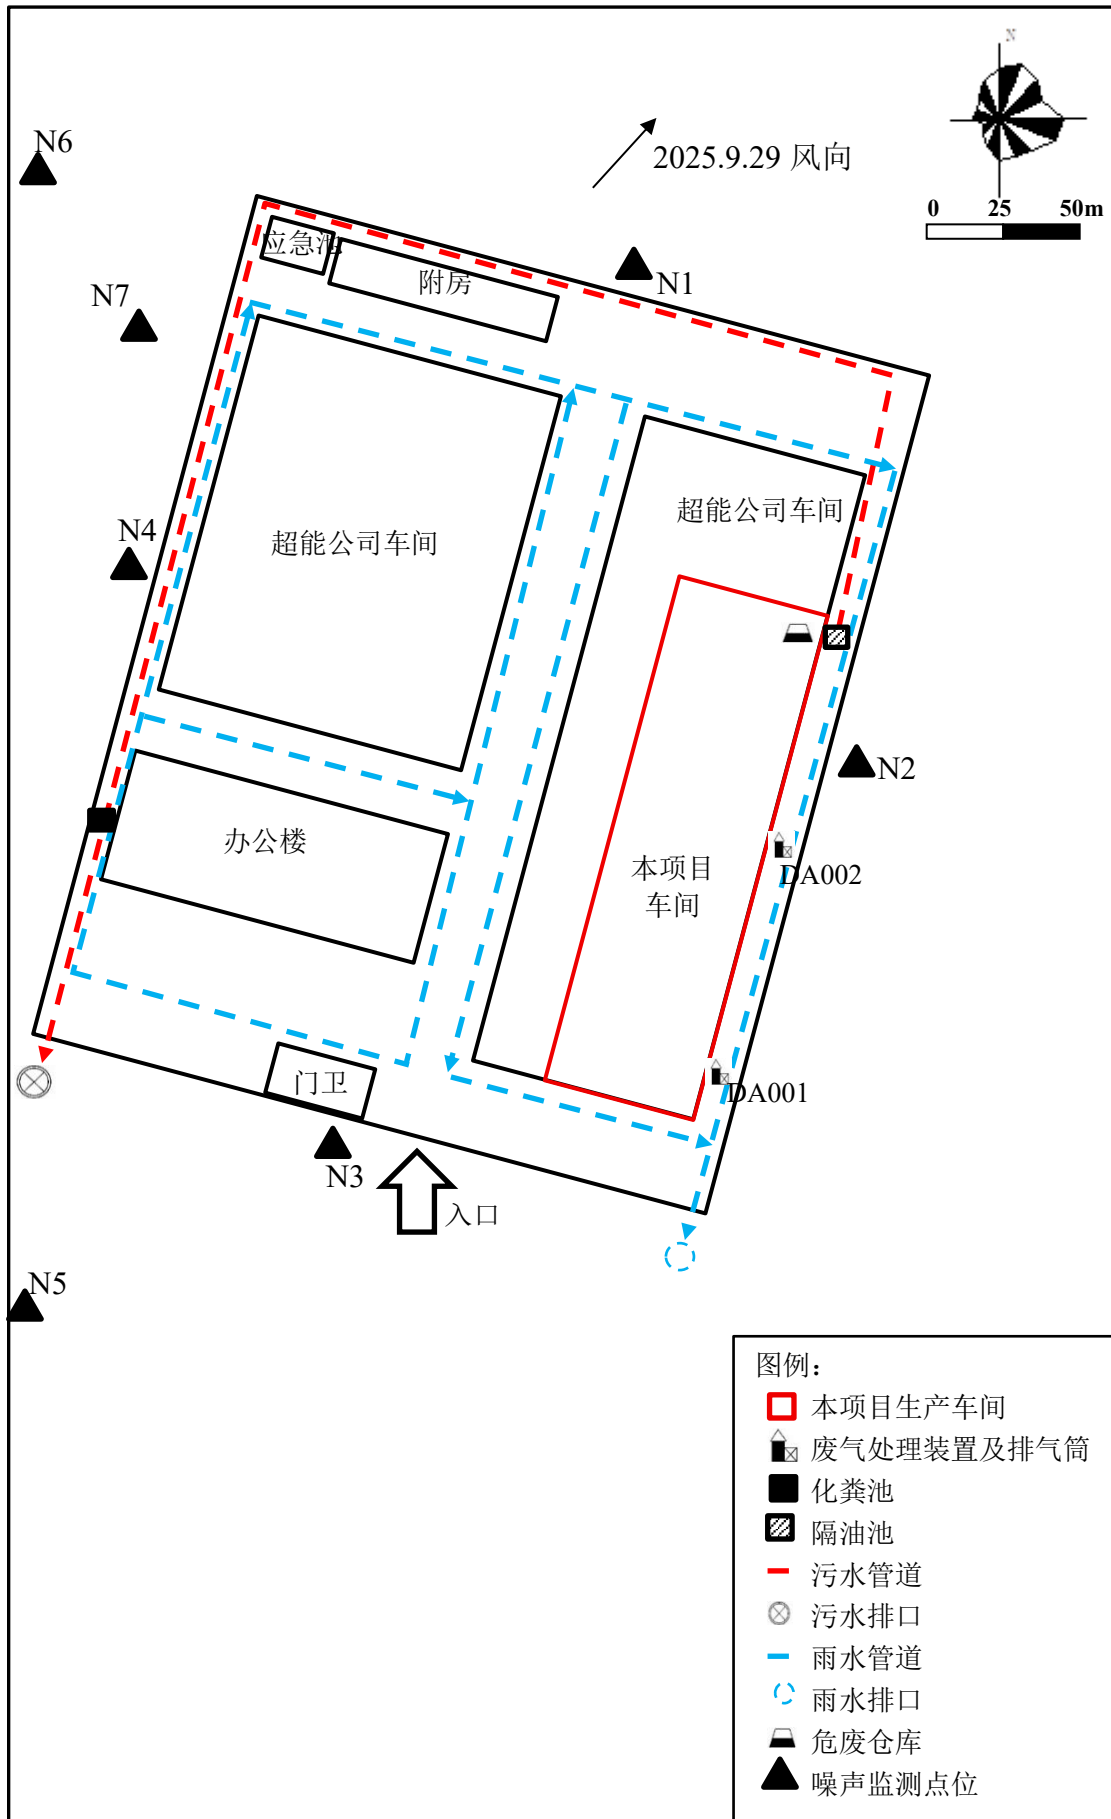 N
N6
2025.9.29 风向
0 25 50m
应急池
附房
N1
N7
超能公司车间
N4
超能公司车间
N2
办公楼
本项目
车间
DA002
门卫
DA001
N3
入口
N5
图例：
本项目生产车间
废气处理装置及排气筒
化粪池
隔油池
污水管道
污水排口
雨水管道
雨水排口
危废仓库
噪声监测点位